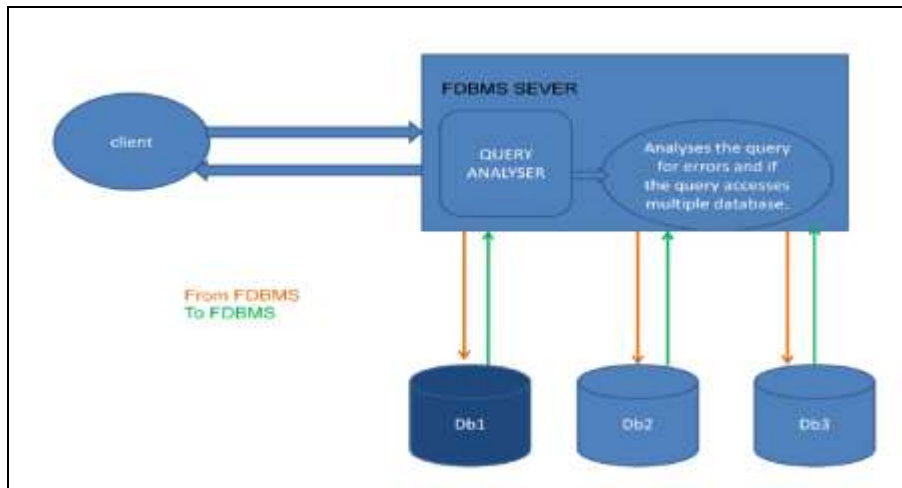 FDBMS SEVER
client
QUERY
ANALYSER
Analyses the query
for errors and if
the query accesses
multiple database.
From FDBMS
To FDBMS
Db1
Db2
Db3